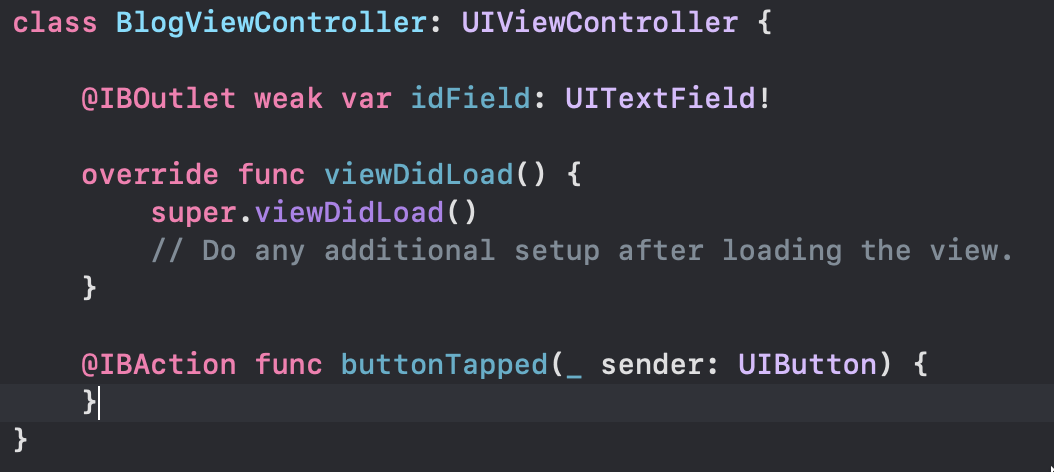 class BlogViewController: UIViewController {
@IBOutlet weak var idField: UITextField!
override func viewDidLoad() {
super.viewDidLoad()
// Do any additional setup after loading the view.
}
@IBAction func buttonTapped(_ sender: UIButton) {
}
}